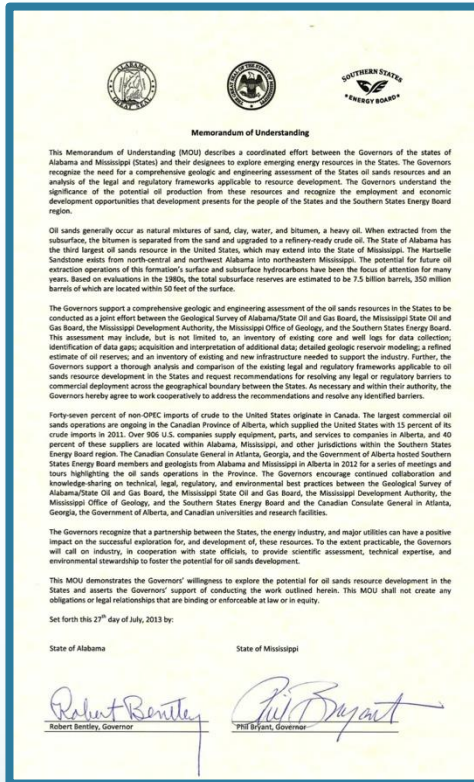 ALABAMA
GREAT SEAL
THE GREAT SEAL OF THE STATE OF MISSISSIPPI
SOUTHERN STATES
ENERGY BOARD
Memorandum of Understanding
This Memorandum of Understanding (MOU) describes a coordinated effort between the Governors of the states of
Alabama and Mississippi (States) and their designees to explore emerging energy resources in the States. The Governors
recognize the need for a comprehensive geologic and engineering assessment of the States oil sands resources and an
analysis of the legal and regulatory frameworks applicable to resource development. The Governors understand the
significance of the potential oil production from these resources and recognize the employment and economic
development opportunities that development presents for the people of the States and the Southern States Energy Board
region.
Oil sands generally occur as natural mixtures of sand, clay, water, and bitumen, a heavy oil. When extracted from the
subsurface, the bitumen is separated from the sand and upgraded to a refinery-ready crude oil. The State of Alabama has
the third largest oil sands resource in the United States, which may extend into the State of Mississippi. The Hartselle
Sandstone exists from north-central and northwest Alabama into northeastern Mississippi. The potential for future oil
extraction operations of this formation's surface and subsurface hydrocarbons have been the focus of attention for many
years. Based on evaluations in the 1980s, the total subsurface reserves are estimated to be 7.5 billion barrels, 350 million
barrels of which are located within 50 feet of the surface.
The Governors support a comprehensive geologic and engineering assessment of the oil sands resources in the States to be
conducted as a joint effort between the Geological Survey of Alabama/State Oil and Gas Board, the Mississippi State Oil and
Gas Board, the Mississippi Development Authority, the Mississippi Office of Geology, and the Southern States Energy Board.
This assessment may include, but is not limited to, an inventory of existing core and well logs for data collection;
identification of data gaps; acquisition and interpretation of additional data; detailed geologic reservoir modeling; a refined
estimate of oil reserves; and an inventory of existing and new infrastructure needed to support the industry. Further, the
Governors support a thorough analysis and comparison of the existing legal and regulatory frameworks applicable to oil
sands resource development in the States and request recommendations for resolving any legal or regulatory barriers to
commercial deployment across the geographical boundary between the States. As necessary and within their authority, the
Governors hereby agree to work cooperatively to address the recommendations and resolve any identified barriers.
Forty-seven percent of non-OPEC imports of crude to the United States originate in Canada. The largest commercial oil
sands operations are ongoing in the Canadian Province of Alberta, which supplied the United States with 15 percent of its
crude imports in 2011. Over 906 U.S. companies supply equipment, parts, and services to companies in Alberta, and 40
percent of these suppliers are located within Alabama, Mississippi, and other jurisdictions within the Southern States
Energy Board region. The Canadian Consulate General in Atlanta, Georgia, and the Government of Alberta hosted Southern
States Energy Board members and geologists from Alabama and Mississippi in Alberta in 2012 for a series of meetings and
tours highlighting the oil sands operations in the Province. The Governors encourage continued collaboration and
knowledge-sharing on technical, legal, regulatory, and environmental best practices between the Geological Survey of
Alabama/State Oil and Gas Board, the Mississippi State Oil and Gas Board, the Mississippi Development Authority, the
Mississippi Office of Geology, and the Southern States Energy Board and the Canadian Consulate General in Atlanta,
Georgia, the Government of Alberta, and Canadian universities and research facilities.
The Governors recognize that a partnership between the States, the energy industry, and major utilities can have a positive
impact on the successful exploration for, and development of, these resources. To the extent practicable, the Governors
will call on industry, in cooperation with state officials, to provide scientific assessment, technical expertise, and
environmental stewardship to foster the potential for oil sands development.
This MOU demonstrates the Governors' willingness to explore the potential for oil sands resource development in the
States and asserts the Governors' support of conducting the work outlined herein. This MOU shall not create any
obligations or legal relationships that are binding or enforceable at law or in equity.
Set forth this 27th day of July, 2013 by:
State of Alabama State of Mississippi
Robert Bentley Phil Bryant
Robert Bentley, Governor Phil Bryant, Governor